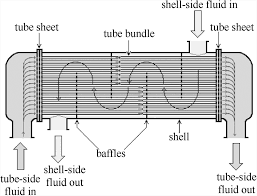 shell-side
fluid in
tube sheet
tube bundle
tube sheet
baffles
shell
shell-side
fluid out
tube-side
fluid in
tube-side
fluid out